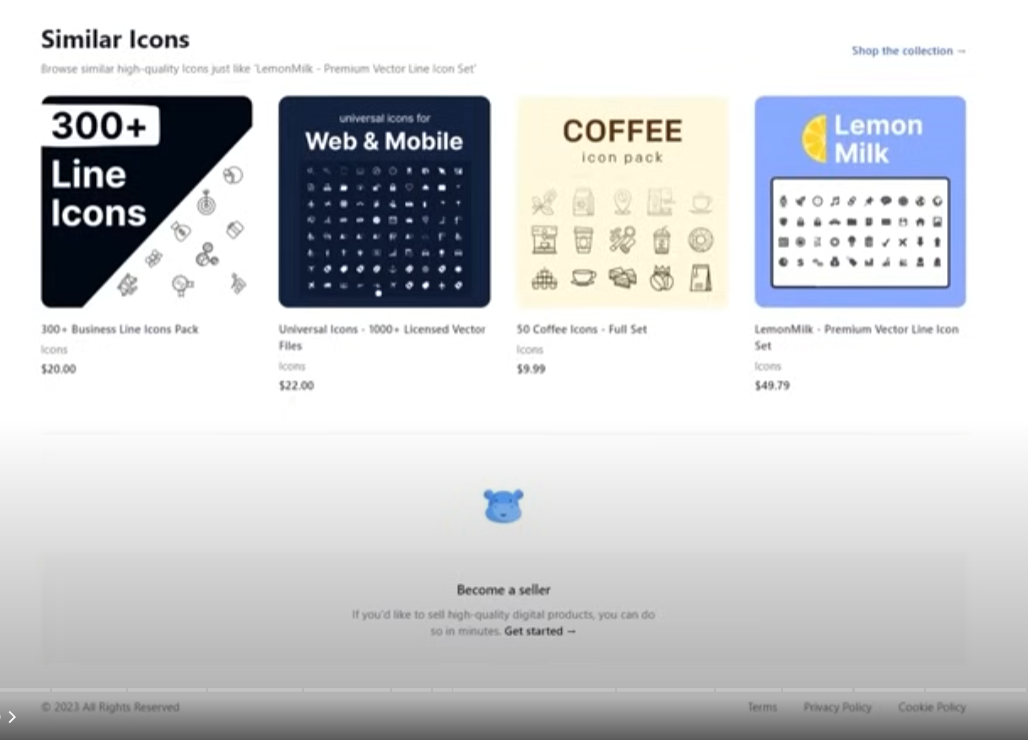 Similar Icons
Shop the collection →
Browse similar high-quality Icons just like 'LemonMilk - Premium Vector Line Icon Set'
300+
Line
Icons
universal icons for
Web & Mobile
COFFEE
icon pack
Lemon
Milk
300+ Business Line Icons Pack
Icons
$20.00
Universal Icons - 1000+ Licensed Vector
Files
Icons
$22.00
50 Coffee Icons - Full Set
Icons
$9.99
LemonMilk - Premium Vector Line Icon
Set
Icons
$49.79
Become a seller
If you'd like to sell high-quality digital products, you can do
so in minutes. Get started →
© 2023 All Rights Reserved
Terms Privacy Policy Cookie Policy